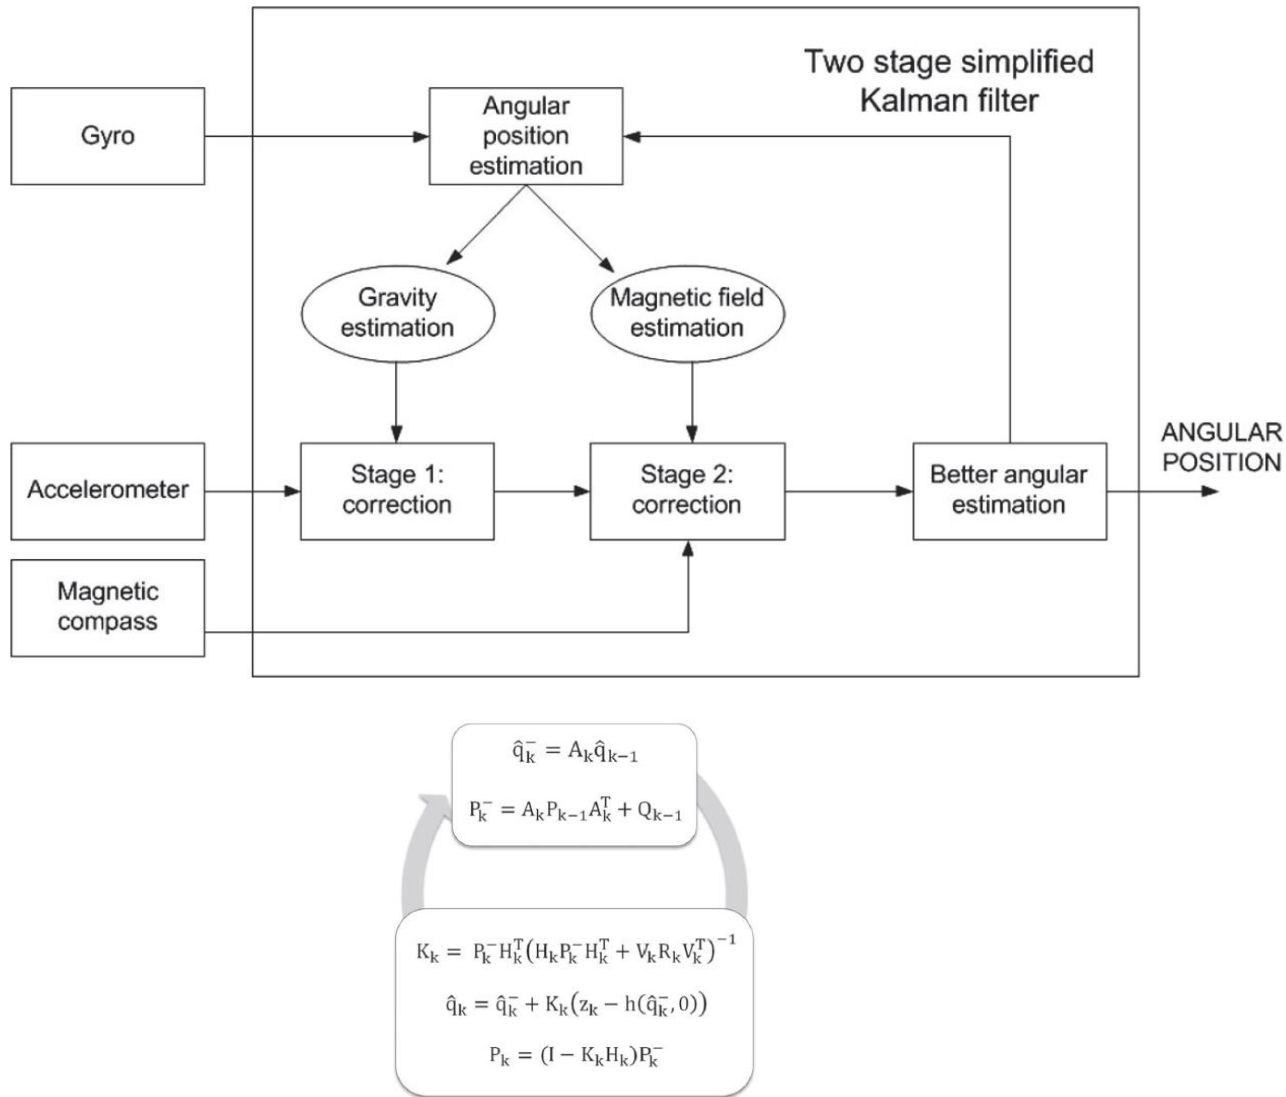 Two stage simplified
Kalman filter
Gyro
Angular
position
estimation
Gravity
estimation
Magnetic field
estimation
Accelerometer
Stage 1:
correction
Stage 2:
correction
Better angular
estimation
ANGULAR
POSITION
Magnetic
compass
q̂ₖ⁻ = Aₖq̂ₖ₋₁
Pₖ⁻ = AₖPₖ₋₁Aₖᵀ + Qₖ₋₁
Kₖ = Pₖ⁻Hₖᵀ(HₖPₖ⁻Hₖᵀ + VₖRₖVₖᵀ)⁻¹
q̂ₖ = q̂ₖ⁻ + Kₖ(zₖ − h(q̂ₖ⁻, 0))
Pₖ = (I − KₖHₖ)Pₖ⁻